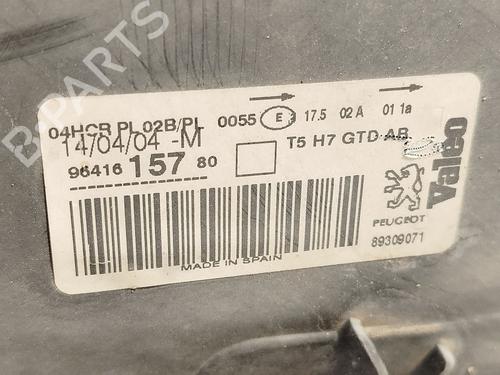 B-PARTS
04HCR PL 02B/PL 0055 E 17.5 02A 01 1a
14/04/04 -M
T5 H7 GTD AR
96416 157 80
Valeo
PEUGEOT
89309071
MADE IN SPAIN